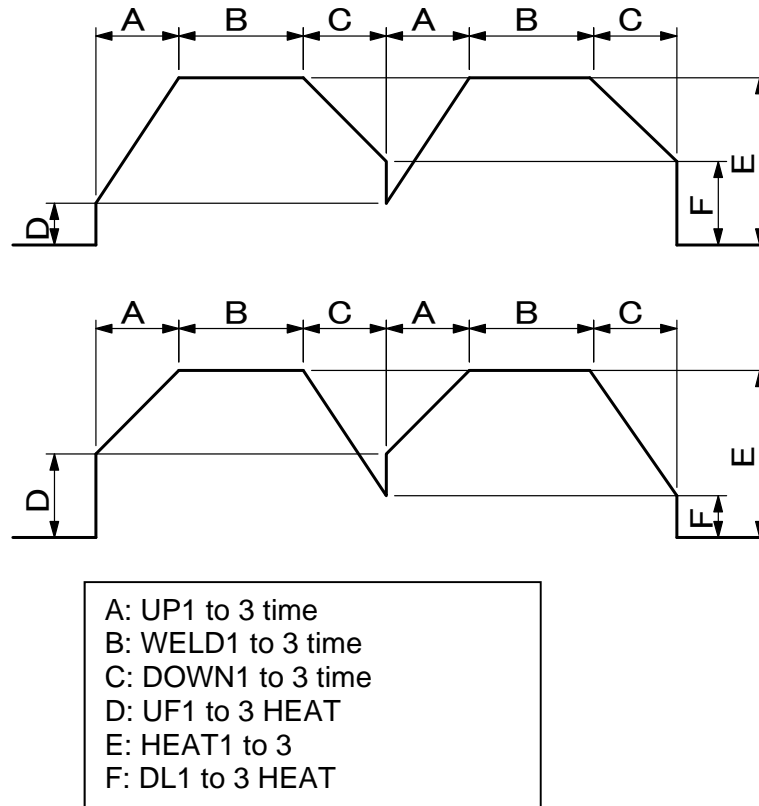 A B C A B C
D E F
A B C A B C
D E F
A: UP1 to 3 time
B: WELD1 to 3 time
C: DOWN1 to 3 time
D: UF1 to 3 HEAT
E: HEAT1 to 3
F: DL1 to 3 HEAT